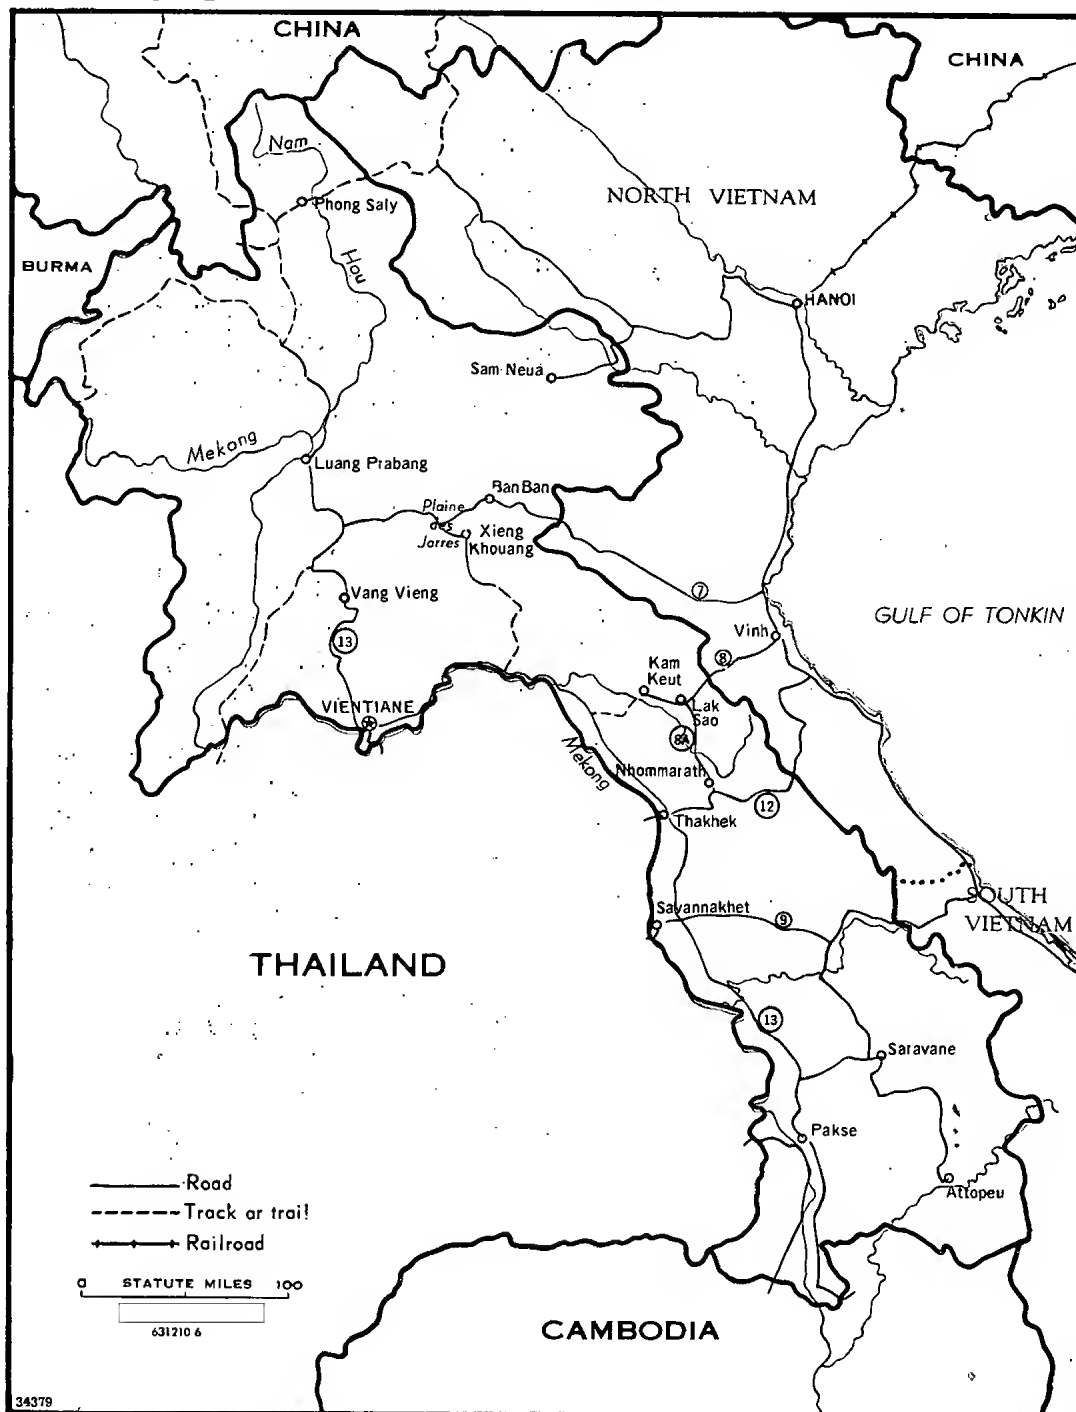 CHINA
CHINA
Nam
NORTH VIETNAM
Phong Saly
BURMA
Hou
HANOI
Sam Neua
Mekong
Luang Prabang
Ban Ban
Plaine
des
Jarres
Xieng
Khouang
7
Vang Vieng
GULF OF TONKIN
13
Vinh
8
Kam
Keut
VIENTIANE
Lak
Sao
8A
Mekong
Nhommarath
12
Thakhek
SOUTH
VIETNAM
Savannakhet
9
THAILAND
13
Saravane
Pakse
Road
Track or trail
Railroad
Attopeu
0 STATUTE MILES 100
631210 6
CAMBODIA
34379